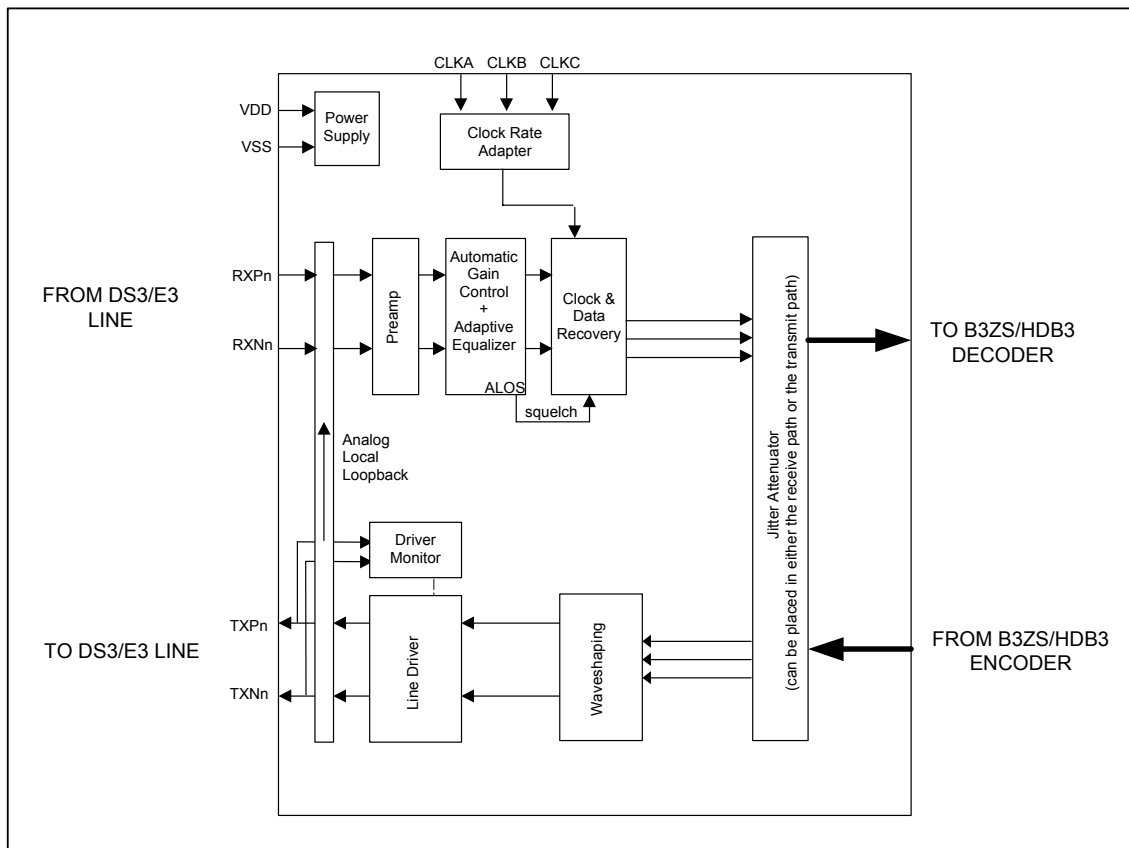 CLKA CLKB CLKC
VDD
VSS
Power
Supply
Clock Rate
Adapter
FROM DS3/E3
LINE
RXPn
RXNn
Preamp
Automatic
Gain
Control
+
Adaptive
Equalizer
ALOS
squelch
Clock &
Data
Recovery
Jitter Attenuator
(can be placed in either the receive path or the transmit path)
TO B3ZS/HDB3
DECODER
Analog
Local
Loopback
Driver
Monitor
TO DS3/E3 LINE
TXPn
TXNn
Line Driver
Waveshaping
FROM B3ZS/HDB3
ENCODER